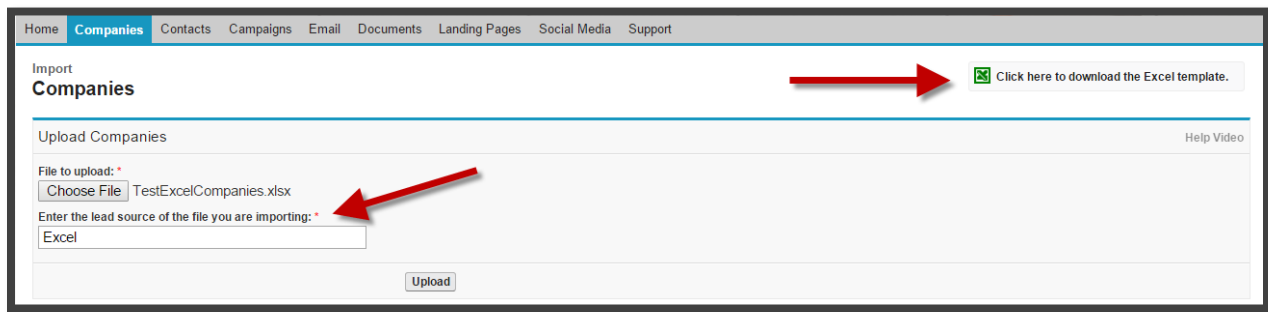 Home Companies Contacts Campaigns Email Documents Landing Pages Social Media Support
Import
Companies
Click here to download the Excel template.
Upload Companies
Help Video
File to upload: *
Choose File TestExcelCompanies.xlsx
Enter the lead source of the file you are importing: *
Excel
Upload